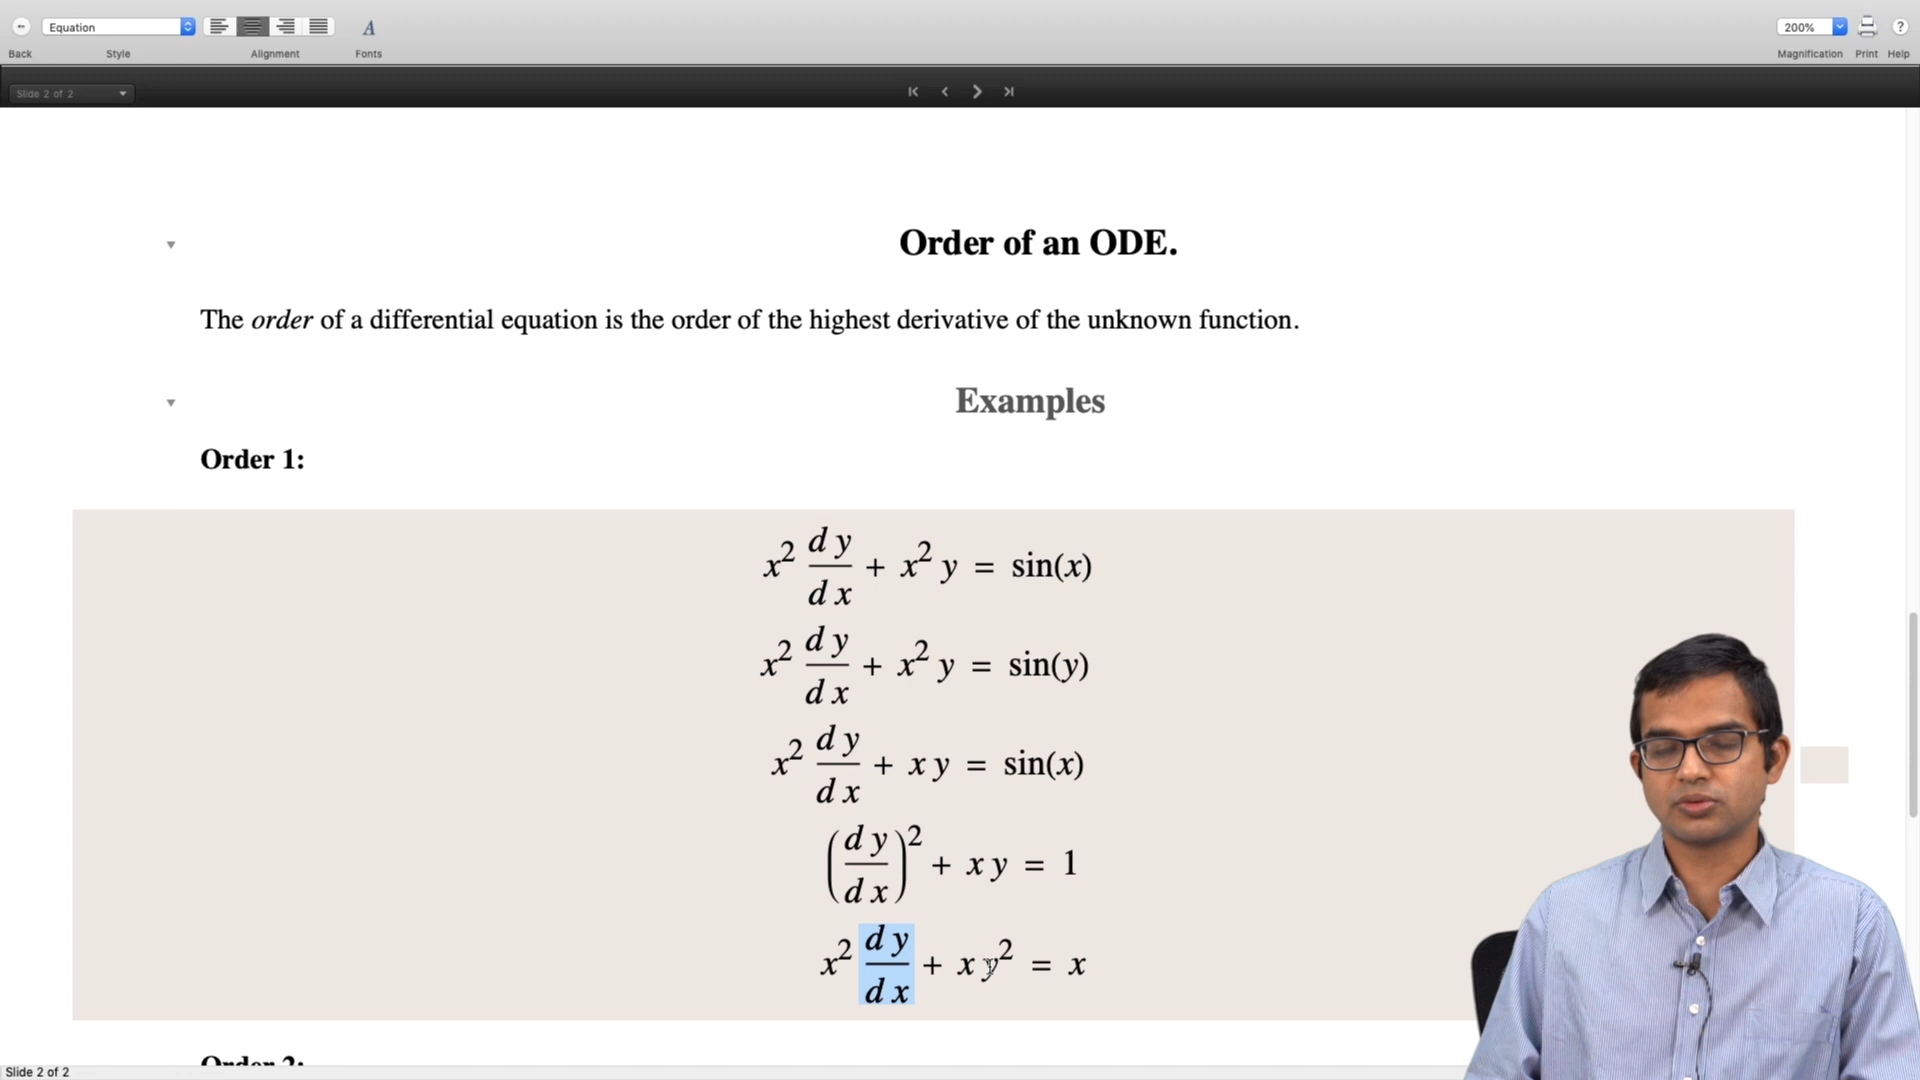 Equation
200%
Back
Style
Alignment
Fonts
Magnification
Print
Help
Slide 2 of 2
Order of an ODE.
The order of a differential equation is the order of the highest derivative of the unknown function.
Examples
Order 1:
x² dy/dx + x² y = sin(x)
x² dy/dx + x² y = sin(y)
x² dy/dx + x y = sin(x)
(dy/dx)² + x y = 1
x² dy/dx + x y² = x
Order 2:
Slide 2 of 2